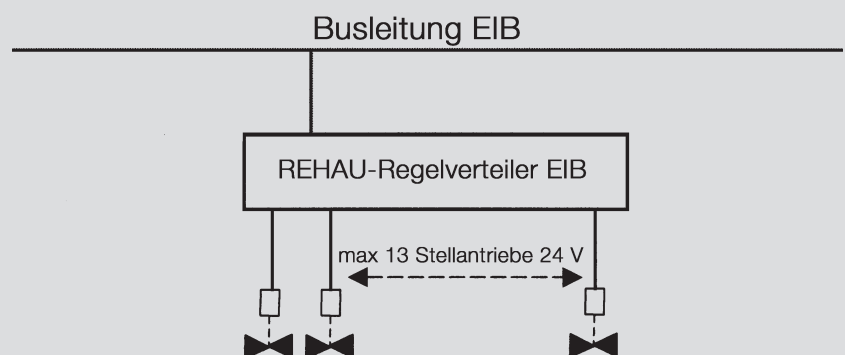 Busleitung EIB
REHAU-Regelverteiler EIB
max 13 Stellantriebe 24 V